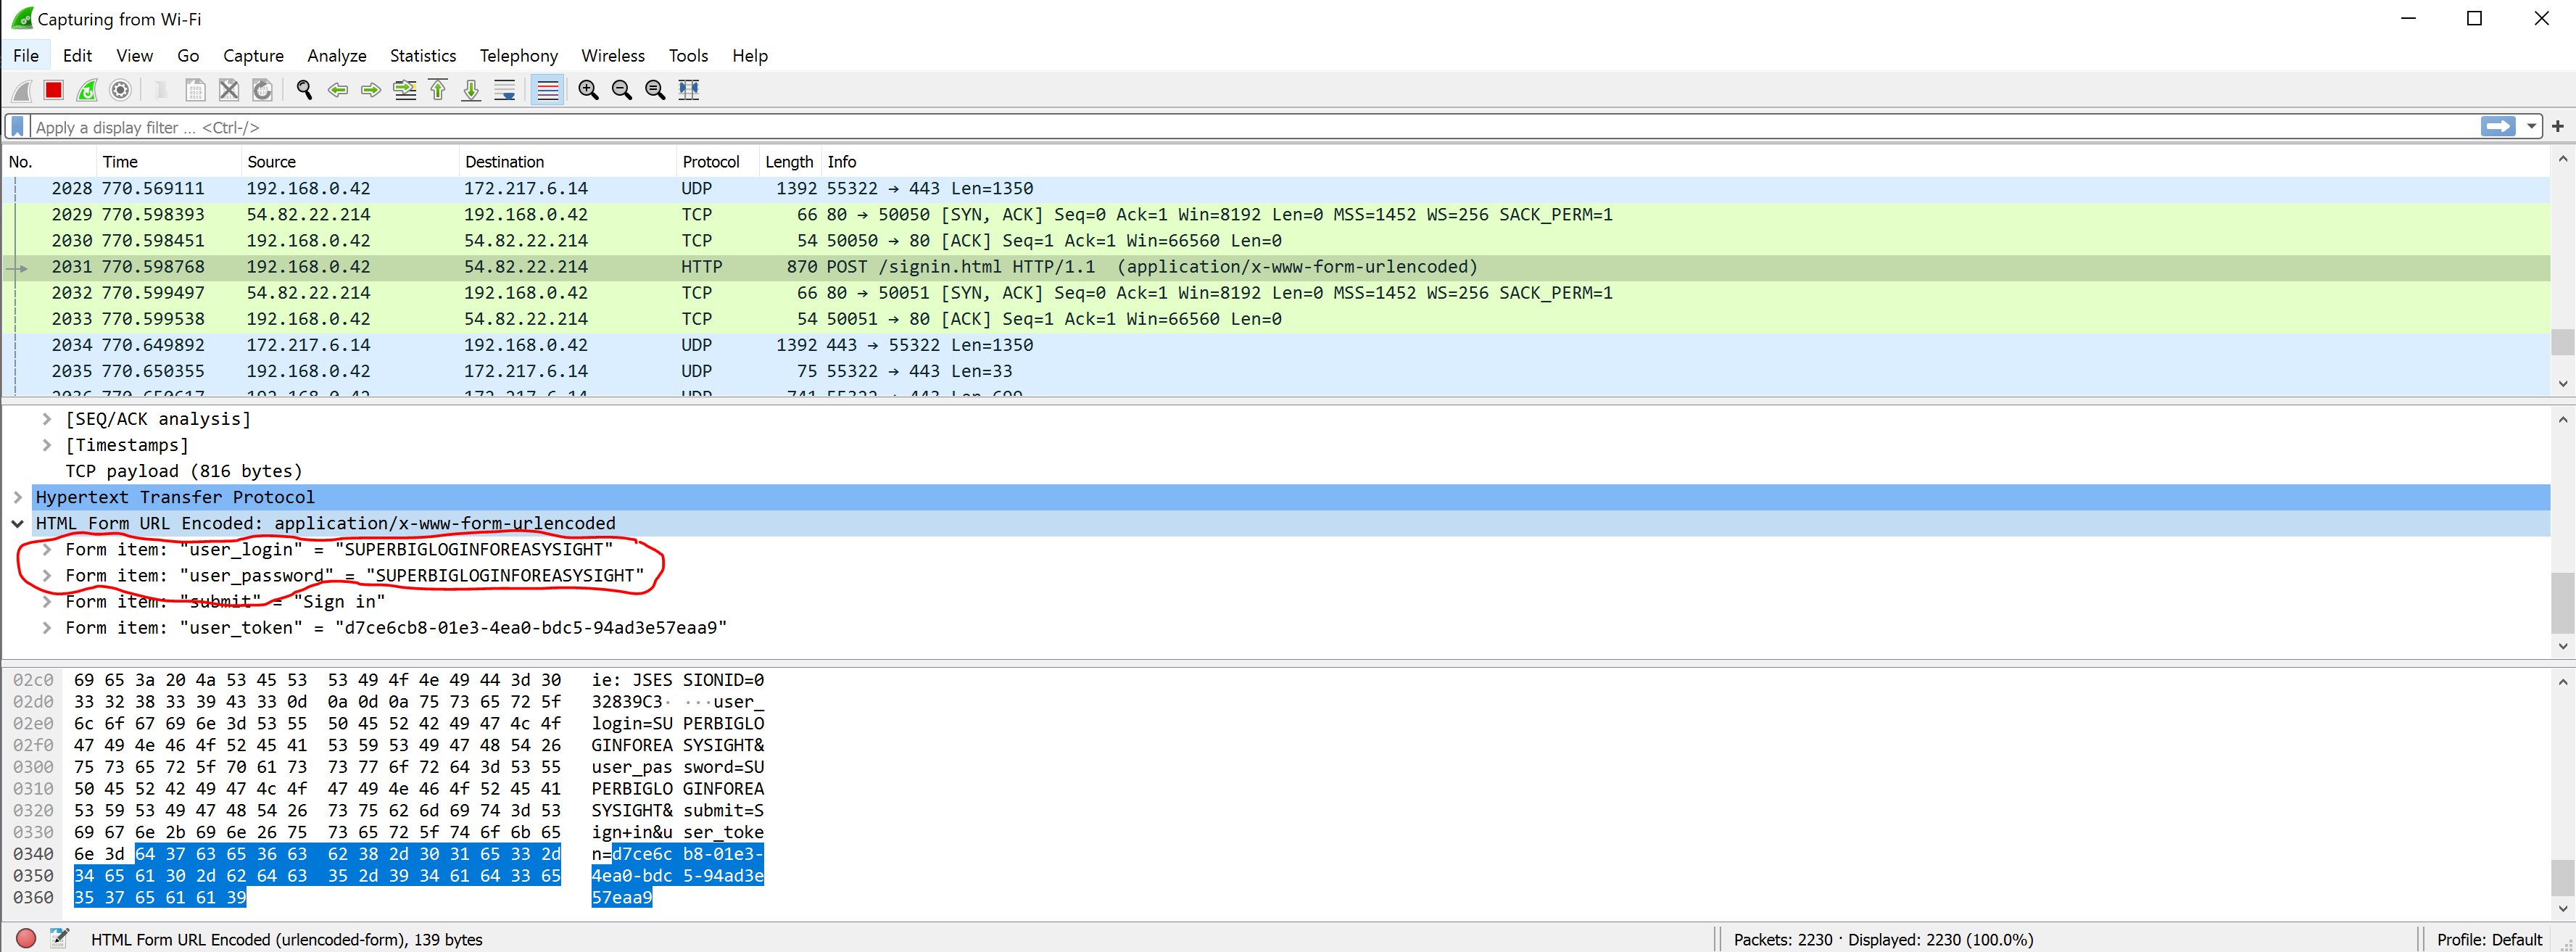 Capturing from Wi-Fi
File Edit View Go Capture Analyze Statistics Telephony Wireless Tools Help
Apply a display filter ... <Ctrl-/>
No. Time Source Destination Protocol Length Info
2028 770.569111 192.168.0.42 172.217.6.14 UDP 1392 55322 → 443 Len=1350
2029 770.598393 54.82.22.214 192.168.0.42 TCP 66 80 → 50050 [SYN, ACK] Seq=0 Ack=1 Win=8192 Len=0 MSS=1452 WS=256 SACK_PERM=1
2030 770.598451 192.168.0.42 54.82.22.214 TCP 54 50050 → 80 [ACK] Seq=1 Ack=1 Win=66560 Len=0
2031 770.598768 192.168.0.42 54.82.22.214 HTTP 870 POST /signin.html HTTP/1.1 (application/x-www-form-urlencoded)
2032 770.599497 54.82.22.214 192.168.0.42 TCP 66 80 → 50051 [SYN, ACK] Seq=0 Ack=1 Win=8192 Len=0 MSS=1452 WS=256 SACK_PERM=1
2033 770.599538 192.168.0.42 54.82.22.214 TCP 54 50051 → 80 [ACK] Seq=1 Ack=1 Win=66560 Len=0
2034 770.649892 172.217.6.14 192.168.0.42 UDP 1392 443 → 55322 Len=1350
2035 770.650355 192.168.0.42 172.217.6.14 UDP 75 55322 → 443 Len=33
[SEQ/ACK analysis]
[Timestamps]
TCP payload (816 bytes)
Hypertext Transfer Protocol
HTML Form URL Encoded: application/x-www-form-urlencoded
Form item: "user_login" = "SUPERBIGLOGINFOREASYSIGHT"
Form item: "user_password" = "SUPERBIGLOGINFOREASYSIGHT"
Form item: "submit" = "Sign in"
Form item: "user_token" = "d7ce6cb8-01e3-4ea0-bdc5-94ad3e57eaa9"
02c0 69 65 3a 20 4a 53 45 53 53 49 4f 4e 49 44 3d 30 ie: JSES SIONID=0
02d0 33 32 38 33 39 43 33 0d 0a 0d 0a 75 73 65 72 5f 32839C3· ···user_
02e0 6c 6f 67 69 6e 3d 53 55 50 45 52 42 49 47 4c 4f login=SU PERBIGLO
02f0 47 49 4e 46 4f 52 45 41 53 59 53 49 47 48 54 26 GINFOREA SYSIGHT&
0300 75 73 65 72 5f 70 61 73 73 77 6f 72 64 3d 53 55 user_pas sword=SU
0310 50 45 52 42 49 47 4c 4f 47 49 4e 46 4f 52 45 41 PERBIGLO GINFOREA
0320 53 59 53 49 47 48 54 26 73 75 62 6d 69 74 3d 53 SYSIGHT& submit=S
0330 69 67 6e 2b 69 6e 26 75 73 65 72 5f 74 6f 6b 65 ign+in&u ser_toke
0340 6e 3d 64 37 63 65 36 63 62 38 2d 30 31 65 33 2d n=d7ce6c b8-01e3-
0350 34 65 61 30 2d 62 64 63 35 2d 39 34 61 64 33 65 4ea0-bdc 5-94ad3e
0360 35 37 65 61 61 39 57eaa9
HTML Form URL Encoded (urlencoded-form), 139 bytes Packets: 2230 · Displayed: 2230 (100.0%) Profile: Default